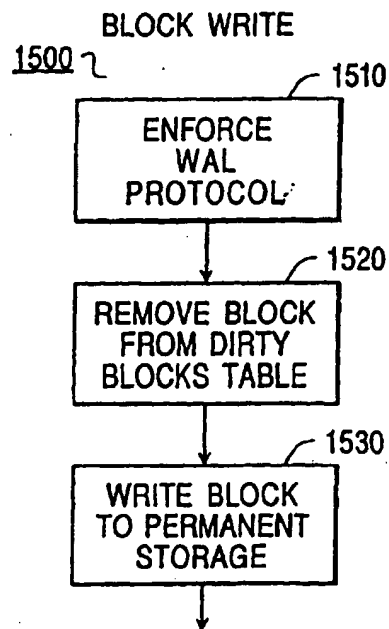 BLOCK WRITE
1500
1510
ENFORCE
WAL
PROTOCOL
1520
REMOVE BLOCK
FROM DIRTY
BLOCKS TABLE
1530
WRITE BLOCK
TO PERMANENT
STORAGE